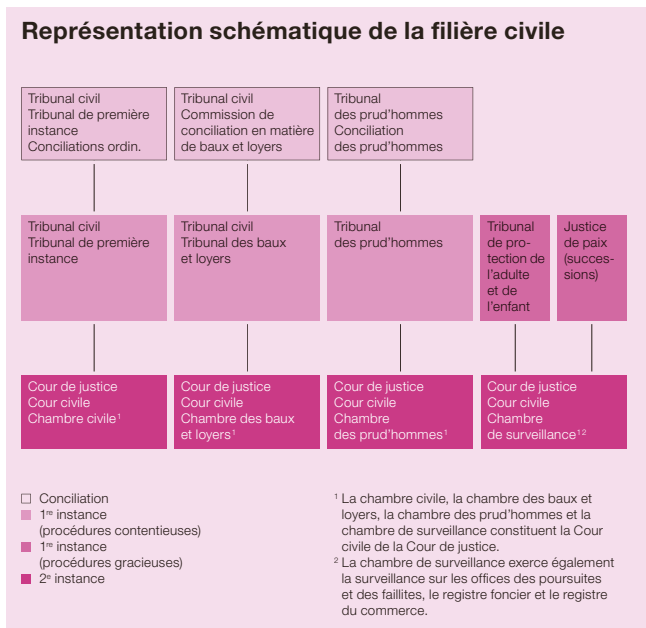 Représentation schématique de la filière civile
Tribunal civil
Tribunal de première
instance
Conciliations ordin.
Tribunal civil
Commission de
conciliation en matière
de baux et loyers
Tribunal
des prud'hommes
Conciliation
des prud'hommes
Tribunal civil
Tribunal de première
instance
Tribunal civil
Tribunal des baux
et loyers
Tribunal
des prud'hommes
Tribunal
de pro-
tection de
l'adulte
et de
l'enfant
Justice
de paix
(succes-
sions)
Cour de justice
Cour civile
Chambre civile¹
Cour de justice
Cour civile
Chambre des baux
et loyers¹
Cour de justice
Cour civile
Chambre
des prud'hommes¹
Cour de justice
Cour civile
Chambre
de surveillance¹ ²
Conciliation
1ʳᵉ instance
(procédures contentieuses)
1ʳᵉ instance
(procédures gracieuses)
2ᵉ instance
¹ La chambre civile, la chambre des baux et
loyers, la chambre des prud'hommes et la
chambre de surveillance constituent la Cour
civile de la Cour de justice.
² La chambre de surveillance exerce également
la surveillance sur les offices des poursuites
et des faillites, le registre foncier et le registre
du commerce.